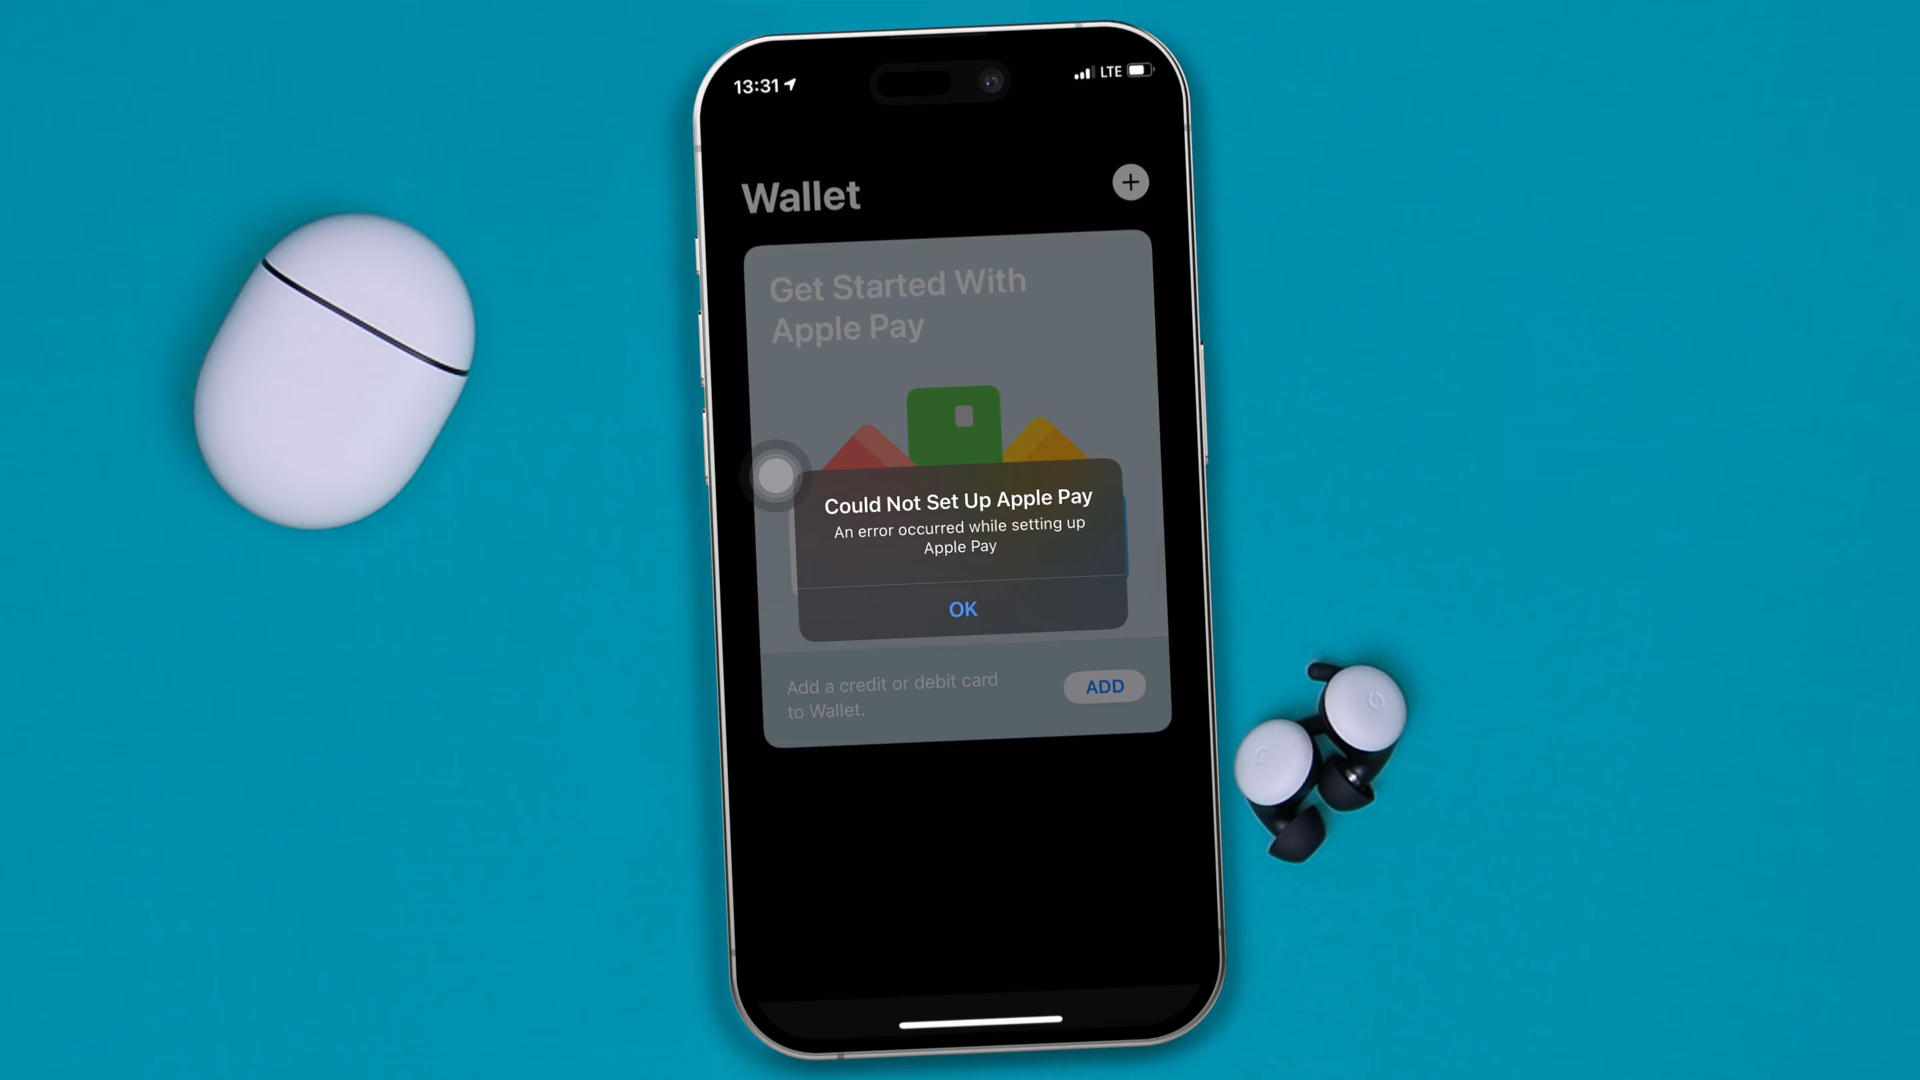 13:31
LTE
Wallet
Get Started With
Apple Pay
Could Not Set Up Apple Pay
An error occurred while setting up
Apple Pay
OK
Add a credit or debit card
to Wallet.
ADD